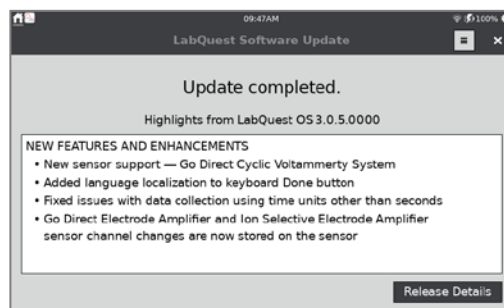 09:47AM
100%
LabQuest Software Update
Update completed.
Highlights from LabQuest OS 3.0.5.0000
NEW FEATURES AND ENHANCEMENTS
• New sensor support — Go Direct Cyclic Voltammerty System
• Added language localization to keyboard Done button
• Fixed issues with data collection using time units other than seconds
• Go Direct Electrode Amplifier and Ion Selective Electrode Amplifier
sensor channel changes are now stored on the sensor
Release Details